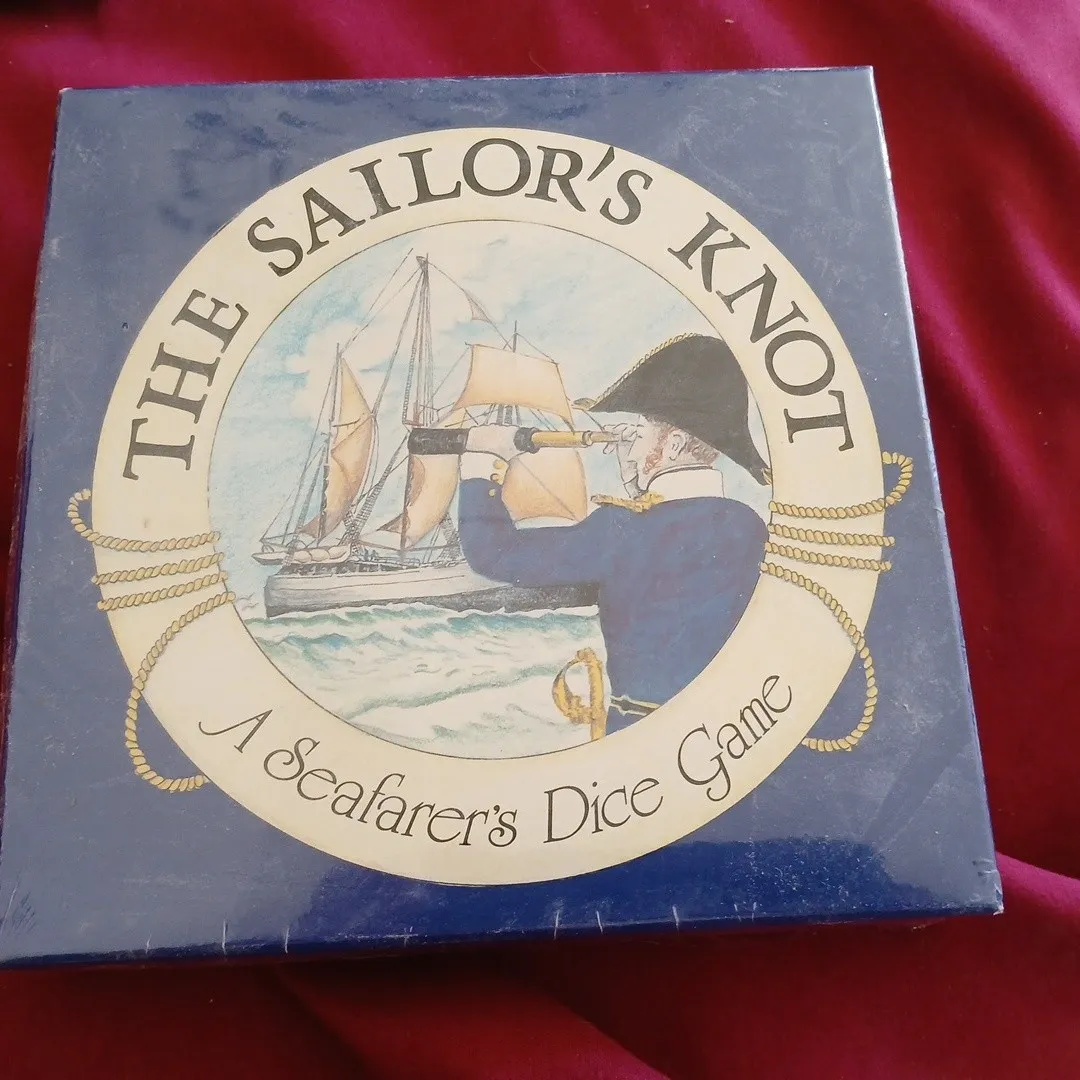 THE SAILOR'S KNOT
A Seafarer's Dice Game